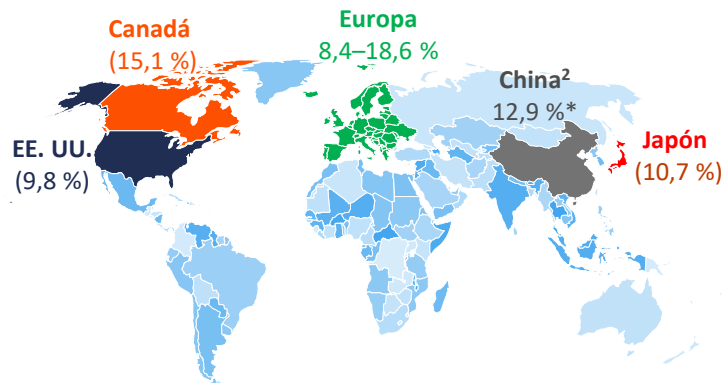 Canadá
(15,1 %)
Europa
8,4–18,6 %
China²
12,9 %*
EE. UU.
(9,8 %)
Japón
(10,7 %)